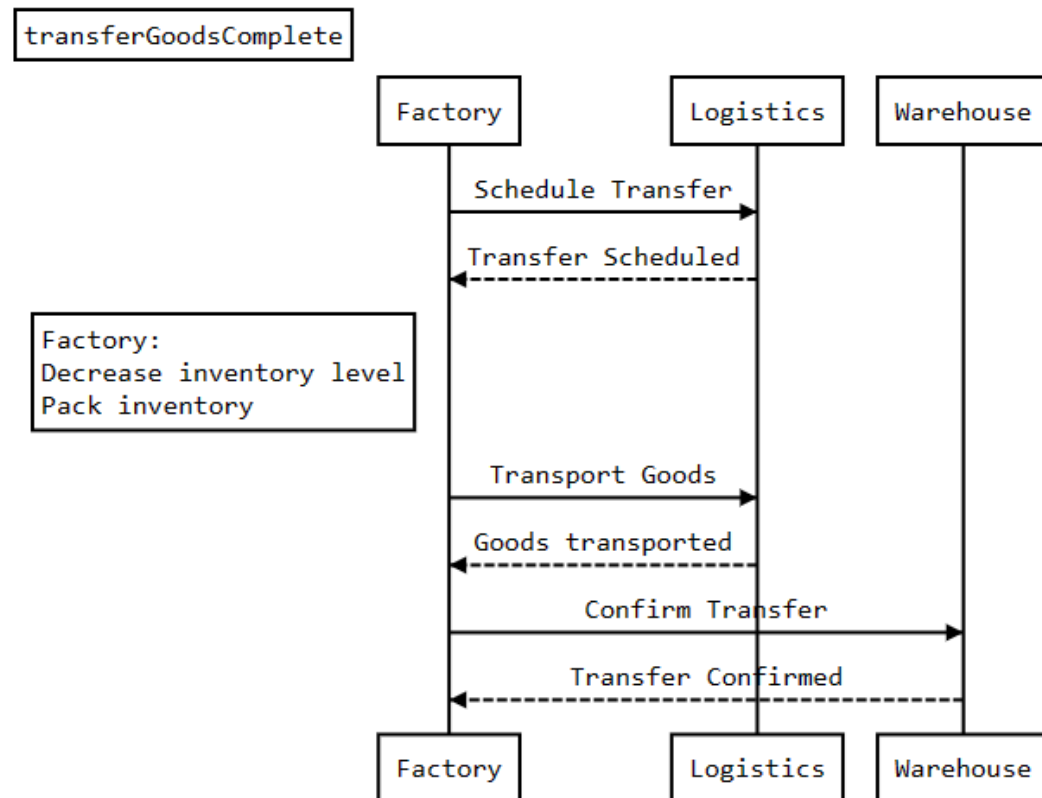 transferGoodsComplete
Factory
Logistics
Warehouse
Schedule Transfer
Transfer Scheduled
Factory:
Decrease inventory level
Pack inventory
Transport Goods
Goods transported
Confirm Transfer
Transfer Confirmed
Factory
Logistics
Warehouse